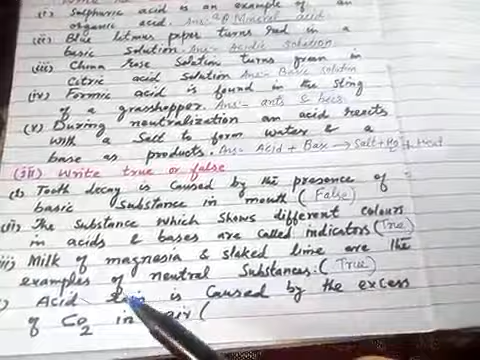 (i) Sulphuric acid is an example of an
organic acid. Ans:- "A Mineral acid
(ii) Blue litmus paper turns red in a
basic solution. Ans- Acidic solution
(iii) China rose Solution turns green in
citric acid solution Ans- Basic solution
(iv) Formic acid is found in the sting
of a grasshopper. Ans- ants & bees
(v) During neutralization an acid reacts
with a Salt to form water & a
base as products. Ans- Acid + Base → Salt + H2O + Heat
(iii) Write true or false
(i) Tooth decay is caused by the presence of
basic substance in mouth (False)
(ii) The Substance which shows different colours
in acids & bases are called indicators (True)
iii) Milk of magnesia & slaked lime are the
examples of neutral Substances. (True)
) Acid is caused by the excess
of CO2 in air (